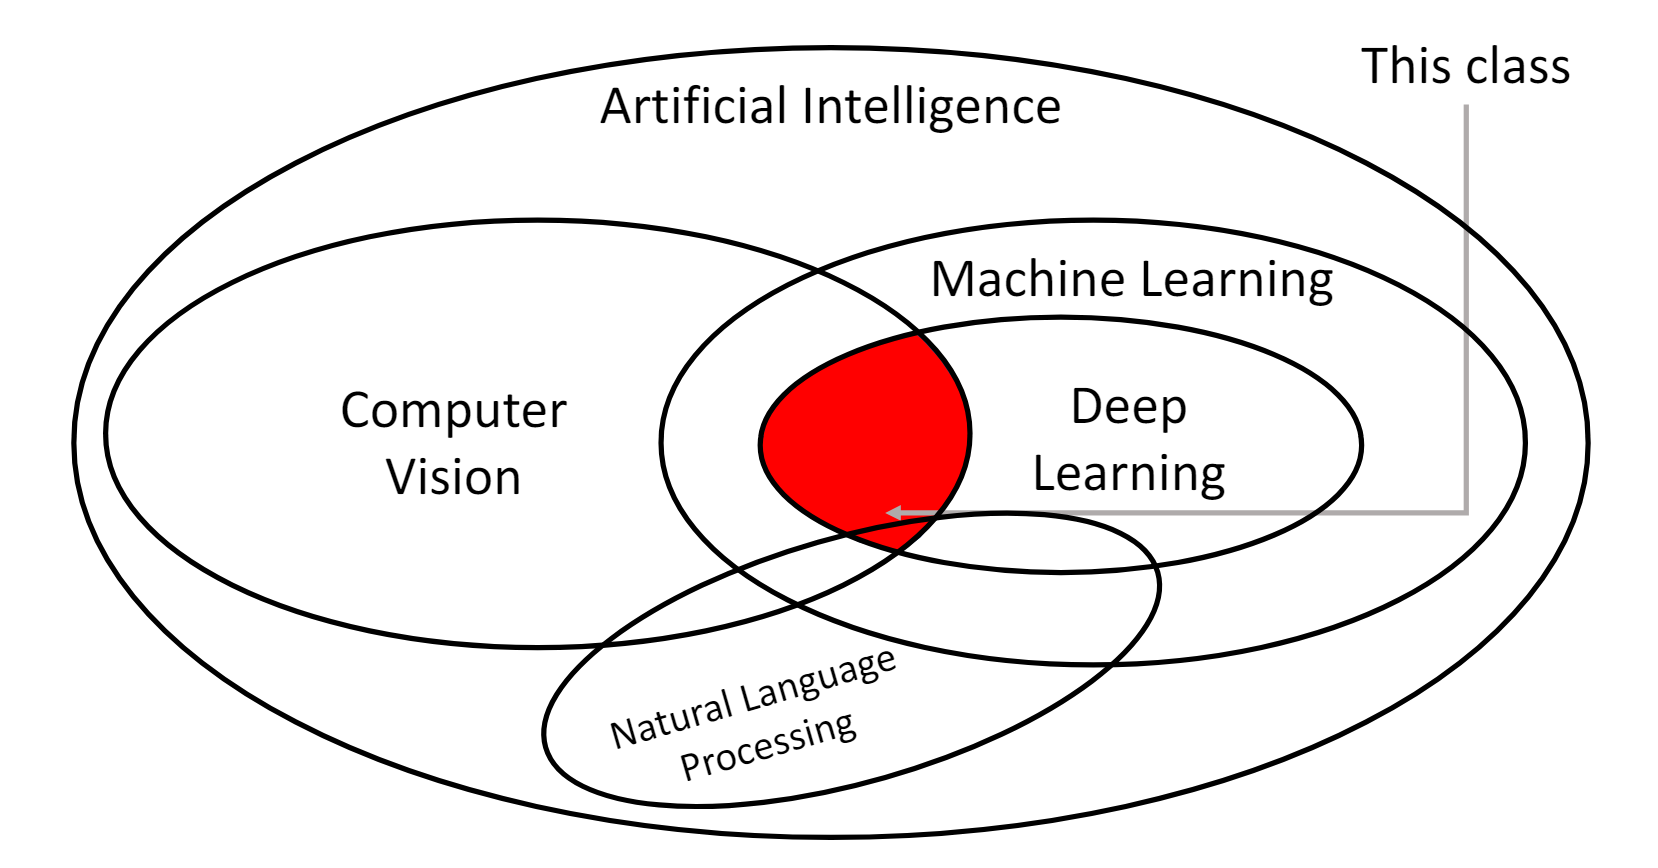 This class
Artificial Intelligence
Machine Learning
Computer
Vision
Deep
Learning
Natural Language
Processing